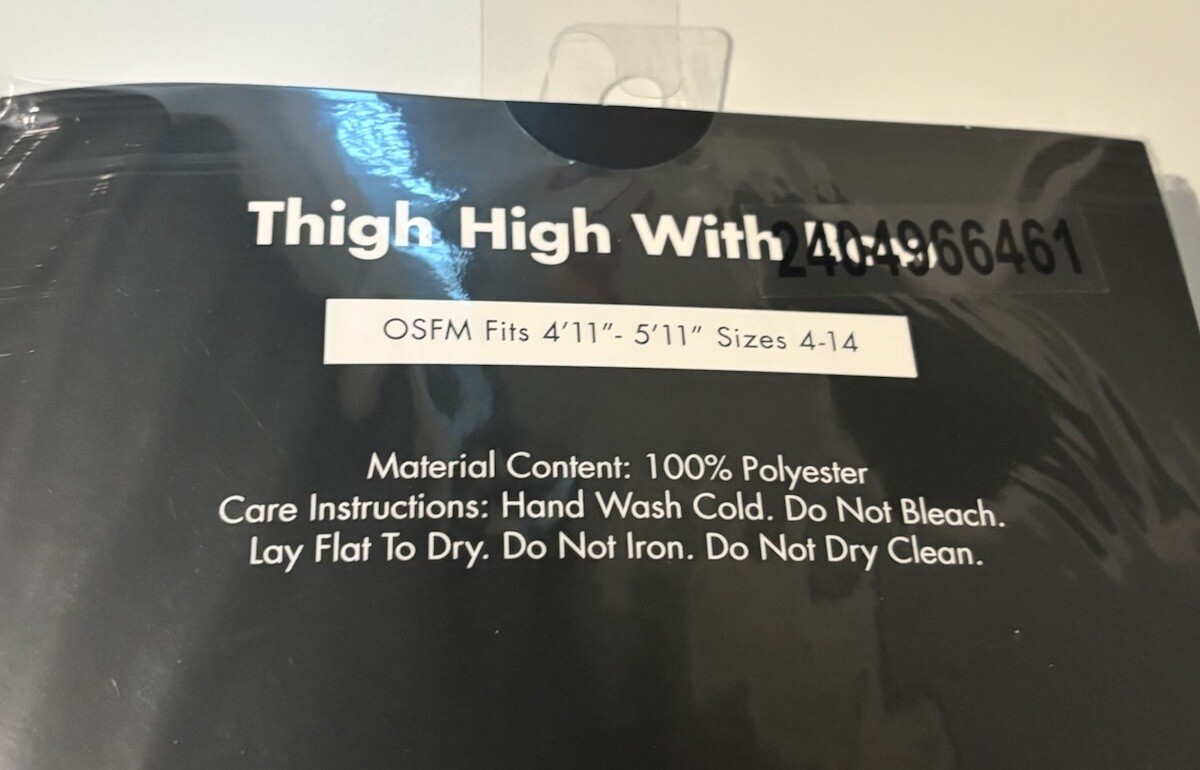 Thigh High With Bow
2404966461
OSFM Fits 4'11"- 5'11" Sizes 4-14
Material Content: 100% Polyester
Care Instructions: Hand Wash Cold. Do Not Bleach.
Lay Flat To Dry. Do Not Iron. Do Not Dry Clean.